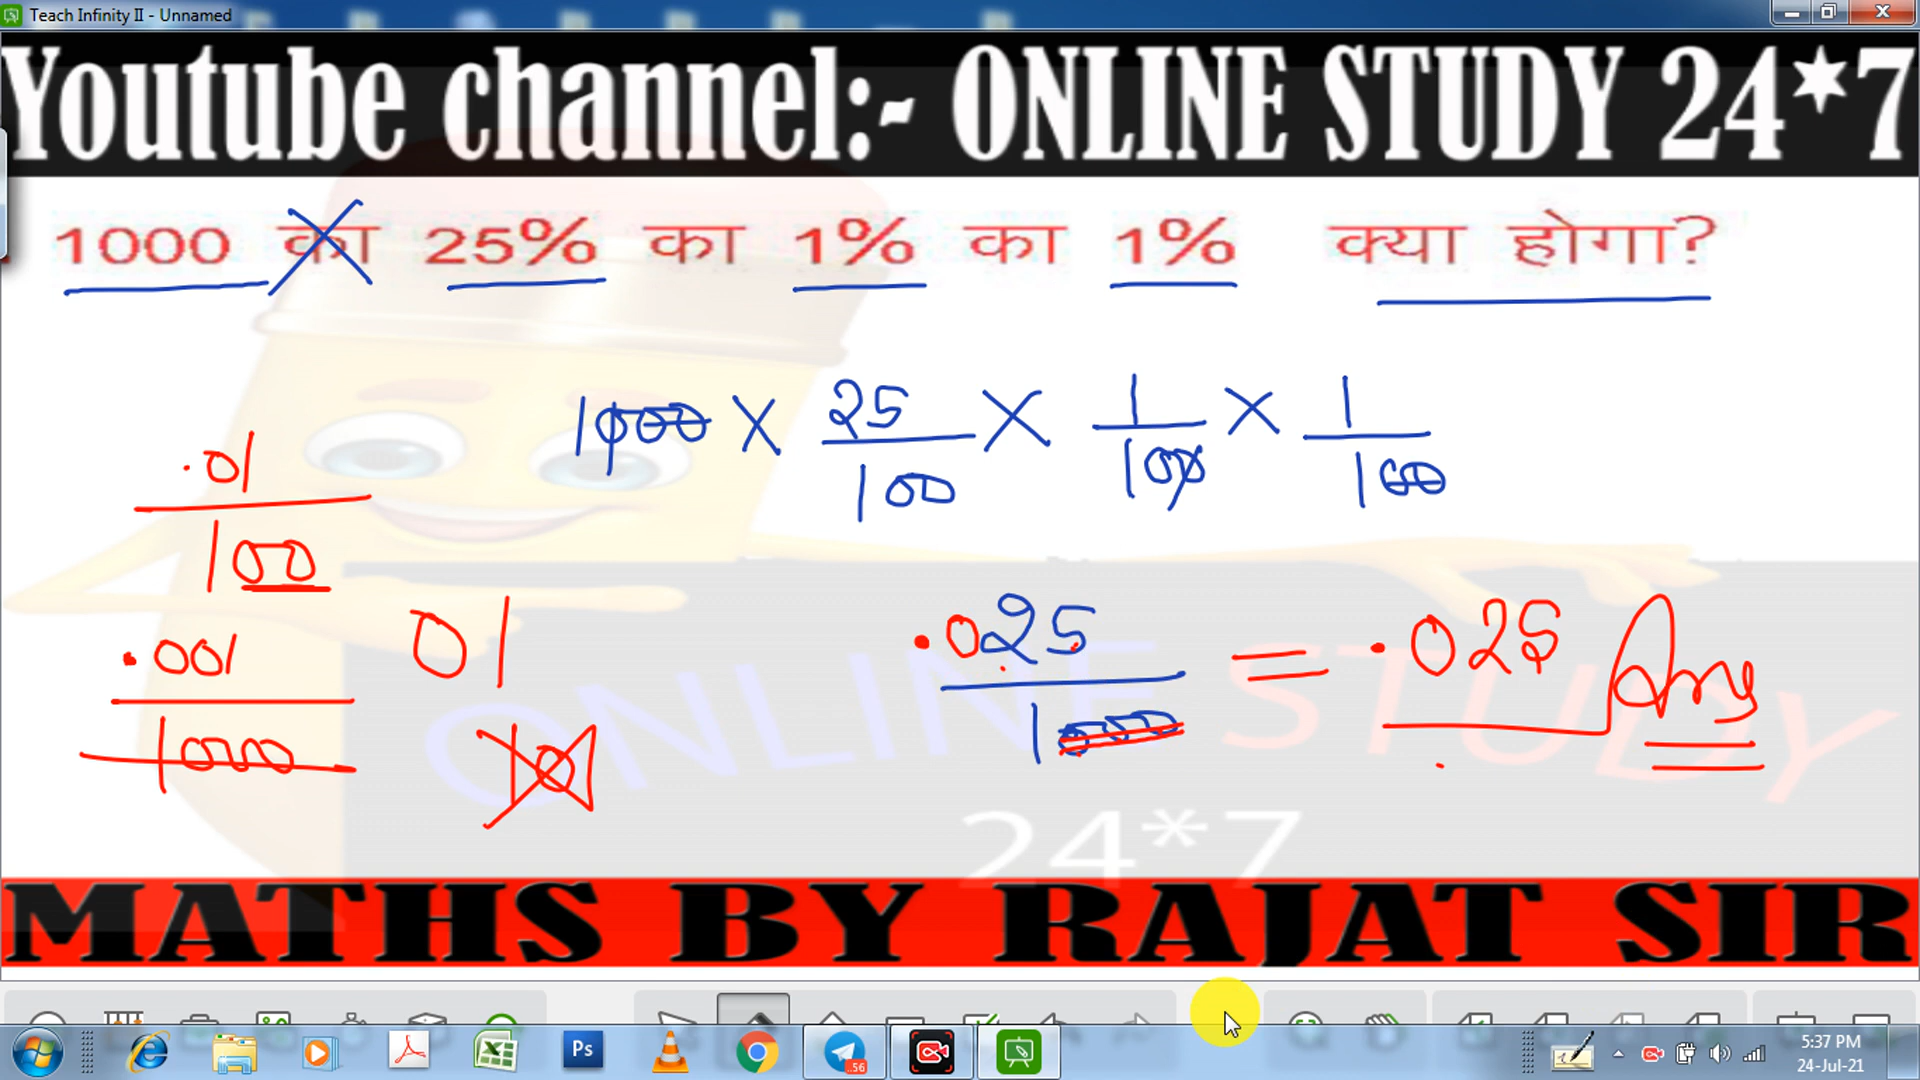 Teach Infinity II - Unnamed
Youtube channel:- ONLINE STUDY 24*7
1000 का 25% का 1% का 1% क्या होगा?
1000 X 25/100 X 1/100 X 1/100
.01
100
.001
1000
01
.025/1000 = .025 Ans
ONLINE STUDY
24*7
MATHS BY RAJAT SIR
Ps
56
5:37 PM
24-Jul-21